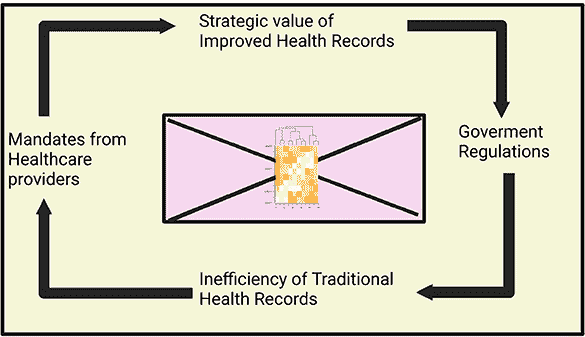 Strategic value of
Improved Health Records
Goverment
Regulations
Inefficiency of Traditional
Health Records
Mandates from
Healthcare
providers